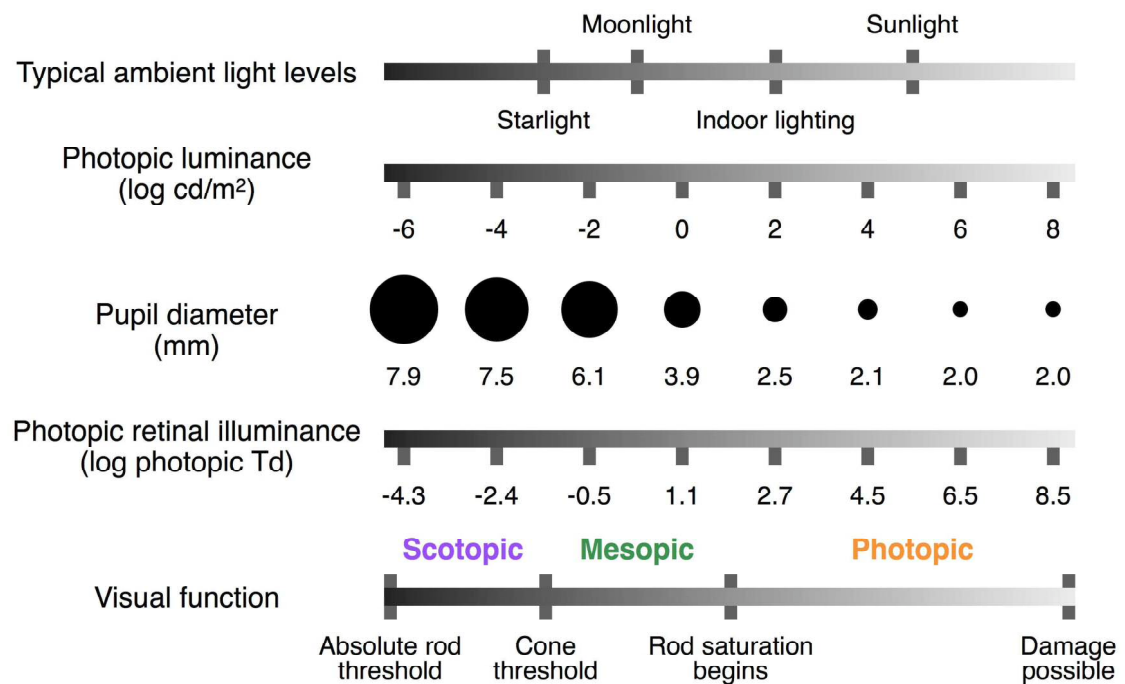 Moonlight Sunlight
Typical ambient light levels
Starlight Indoor lighting
Photopic luminance
(log cd/m²)
-6 -4 -2 0 2 4 6 8
Pupil diameter
(mm)
7.9 7.5 6.1 3.9 2.5 2.1 2.0 2.0
Photopic retinal illuminance
(log photopic Td)
-4.3 -2.4 -0.5 1.1 2.7 4.5 6.5 8.5
Scotopic Mesopic Photopic
Visual function
Absolute rod
threshold
Cone
threshold
Rod saturation
begins
Damage
possible